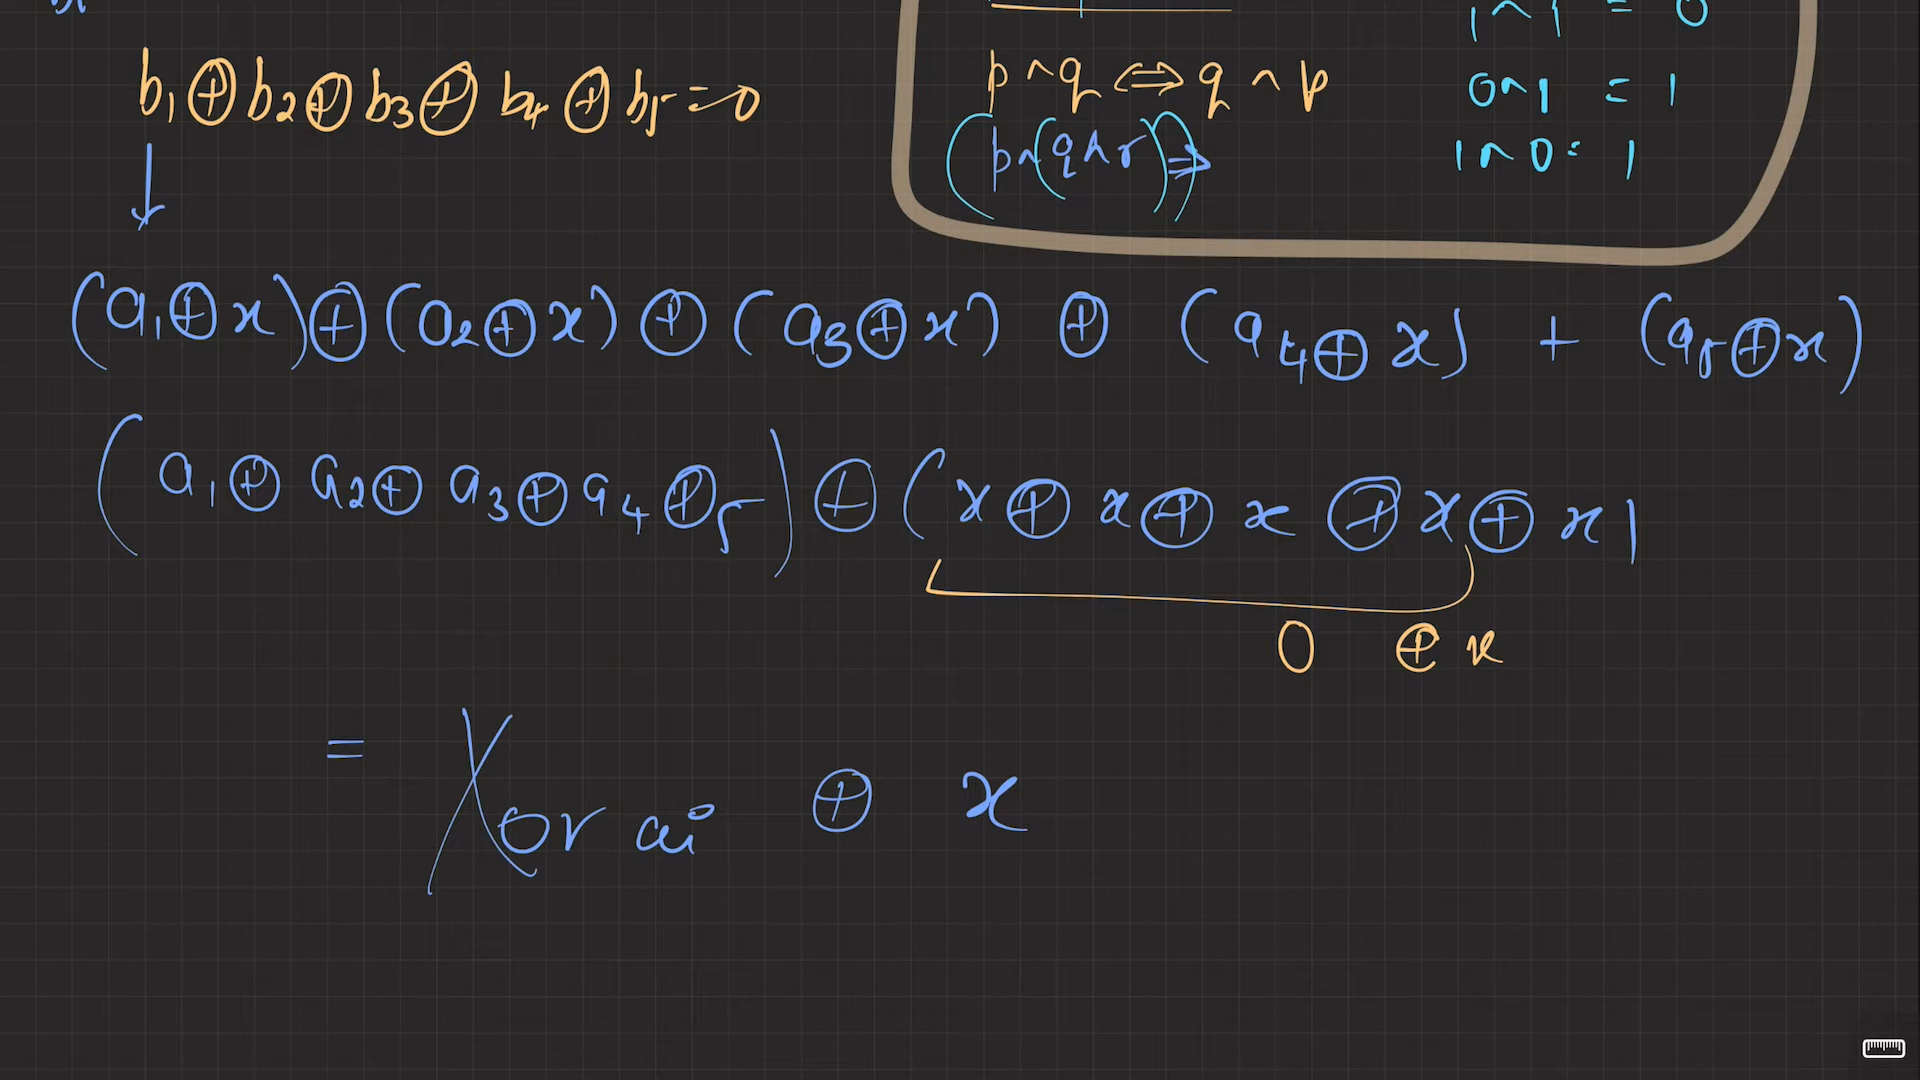 b1 ⊕ b2 ⊕ b3 ⊕ b4 ⊕ b5 = 0
1 ^ 1 = 0
p ^ q ⇔ q ^ p
0 ^ 1 = 1
(p ^ (q ^ r)) ⇒
1 ^ 0 = 1
(a1 ⊕ x) ⊕ (a2 ⊕ x) ⊕ (a3 ⊕ x) ⊕ (a4 ⊕ x) + (a5 ⊕ x)
(a1 ⊕ a2 ⊕ a3 ⊕ a4 ⊕ 5) ⊕ (x ⊕ x ⊕ x ⊕ x ⊕ x)
0 ⊕ x
= Xor ai ⊕ x